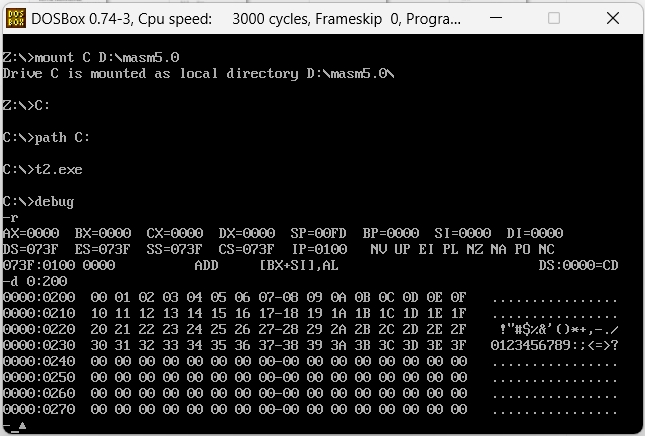 DOS BOX DOSBox 0.74-3, Cpu sped:     3000 cycles, Frameskip  0, Progra...
Z:\>mount C D:\masm5.0
Drive C is mounted as local directory D:\masm5.0\
Z:\>C:
C:\>path C:
C:\>t2.exe
C:\>debug
-r
AX=0000  BX=0000  CX=0000  DX=0000  SP=00FD  BP=0000  SI=0000  DI=0000
DS=073F  ES=073F  SS=073F  CS=073F  IP=0100   NV UP EI PL NZ NA PO NC
073F:0100 0000          ADD     [BX+SI],AL                         DS:0000=CD
-d 0:200
0000:0200  00 01 02 03 04 05 06 07-08 09 0A 0B 0C 0D 0E 0F   ................
0000:0210  10 11 12 13 14 15 16 17-18 19 1A 1B 1C 1D 1E 1F   ................
0000:0220  20 21 22 23 24 25 26 27-28 29 2A 2B 2C 2D 2E 2F    !"#$%&'()*+,-./
0000:0230  30 31 32 33 34 35 36 37-38 39 3A 3B 3C 3D 3E 3F   0123456789:;<=>?
0000:0240  00 00 00 00 00 00 00 00-00 00 00 00 00 00 00 00   ................
0000:0250  00 00 00 00 00 00 00 00-00 00 00 00 00 00 00 00   ................
0000:0260  00 00 00 00 00 00 00 00-00 00 00 00 00 00 00 00   ................
0000:0270  00 00 00 00 00 00 00 00-00 00 00 00 00 00 00 00   ................
-_